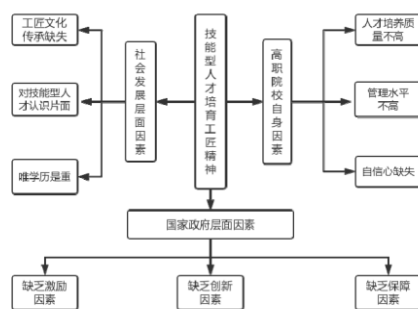 工匠文化
传承缺失
对技能型人
才认识片面
唯学历是重
社会发展层面因素
技能型人才培育工匠精神
高职院校自身因素
人才培养质
量不高
管理水平
不高
自信心缺失
国家政府层面因素
缺乏激励
因素
缺乏创新
因素
缺乏保障
因素